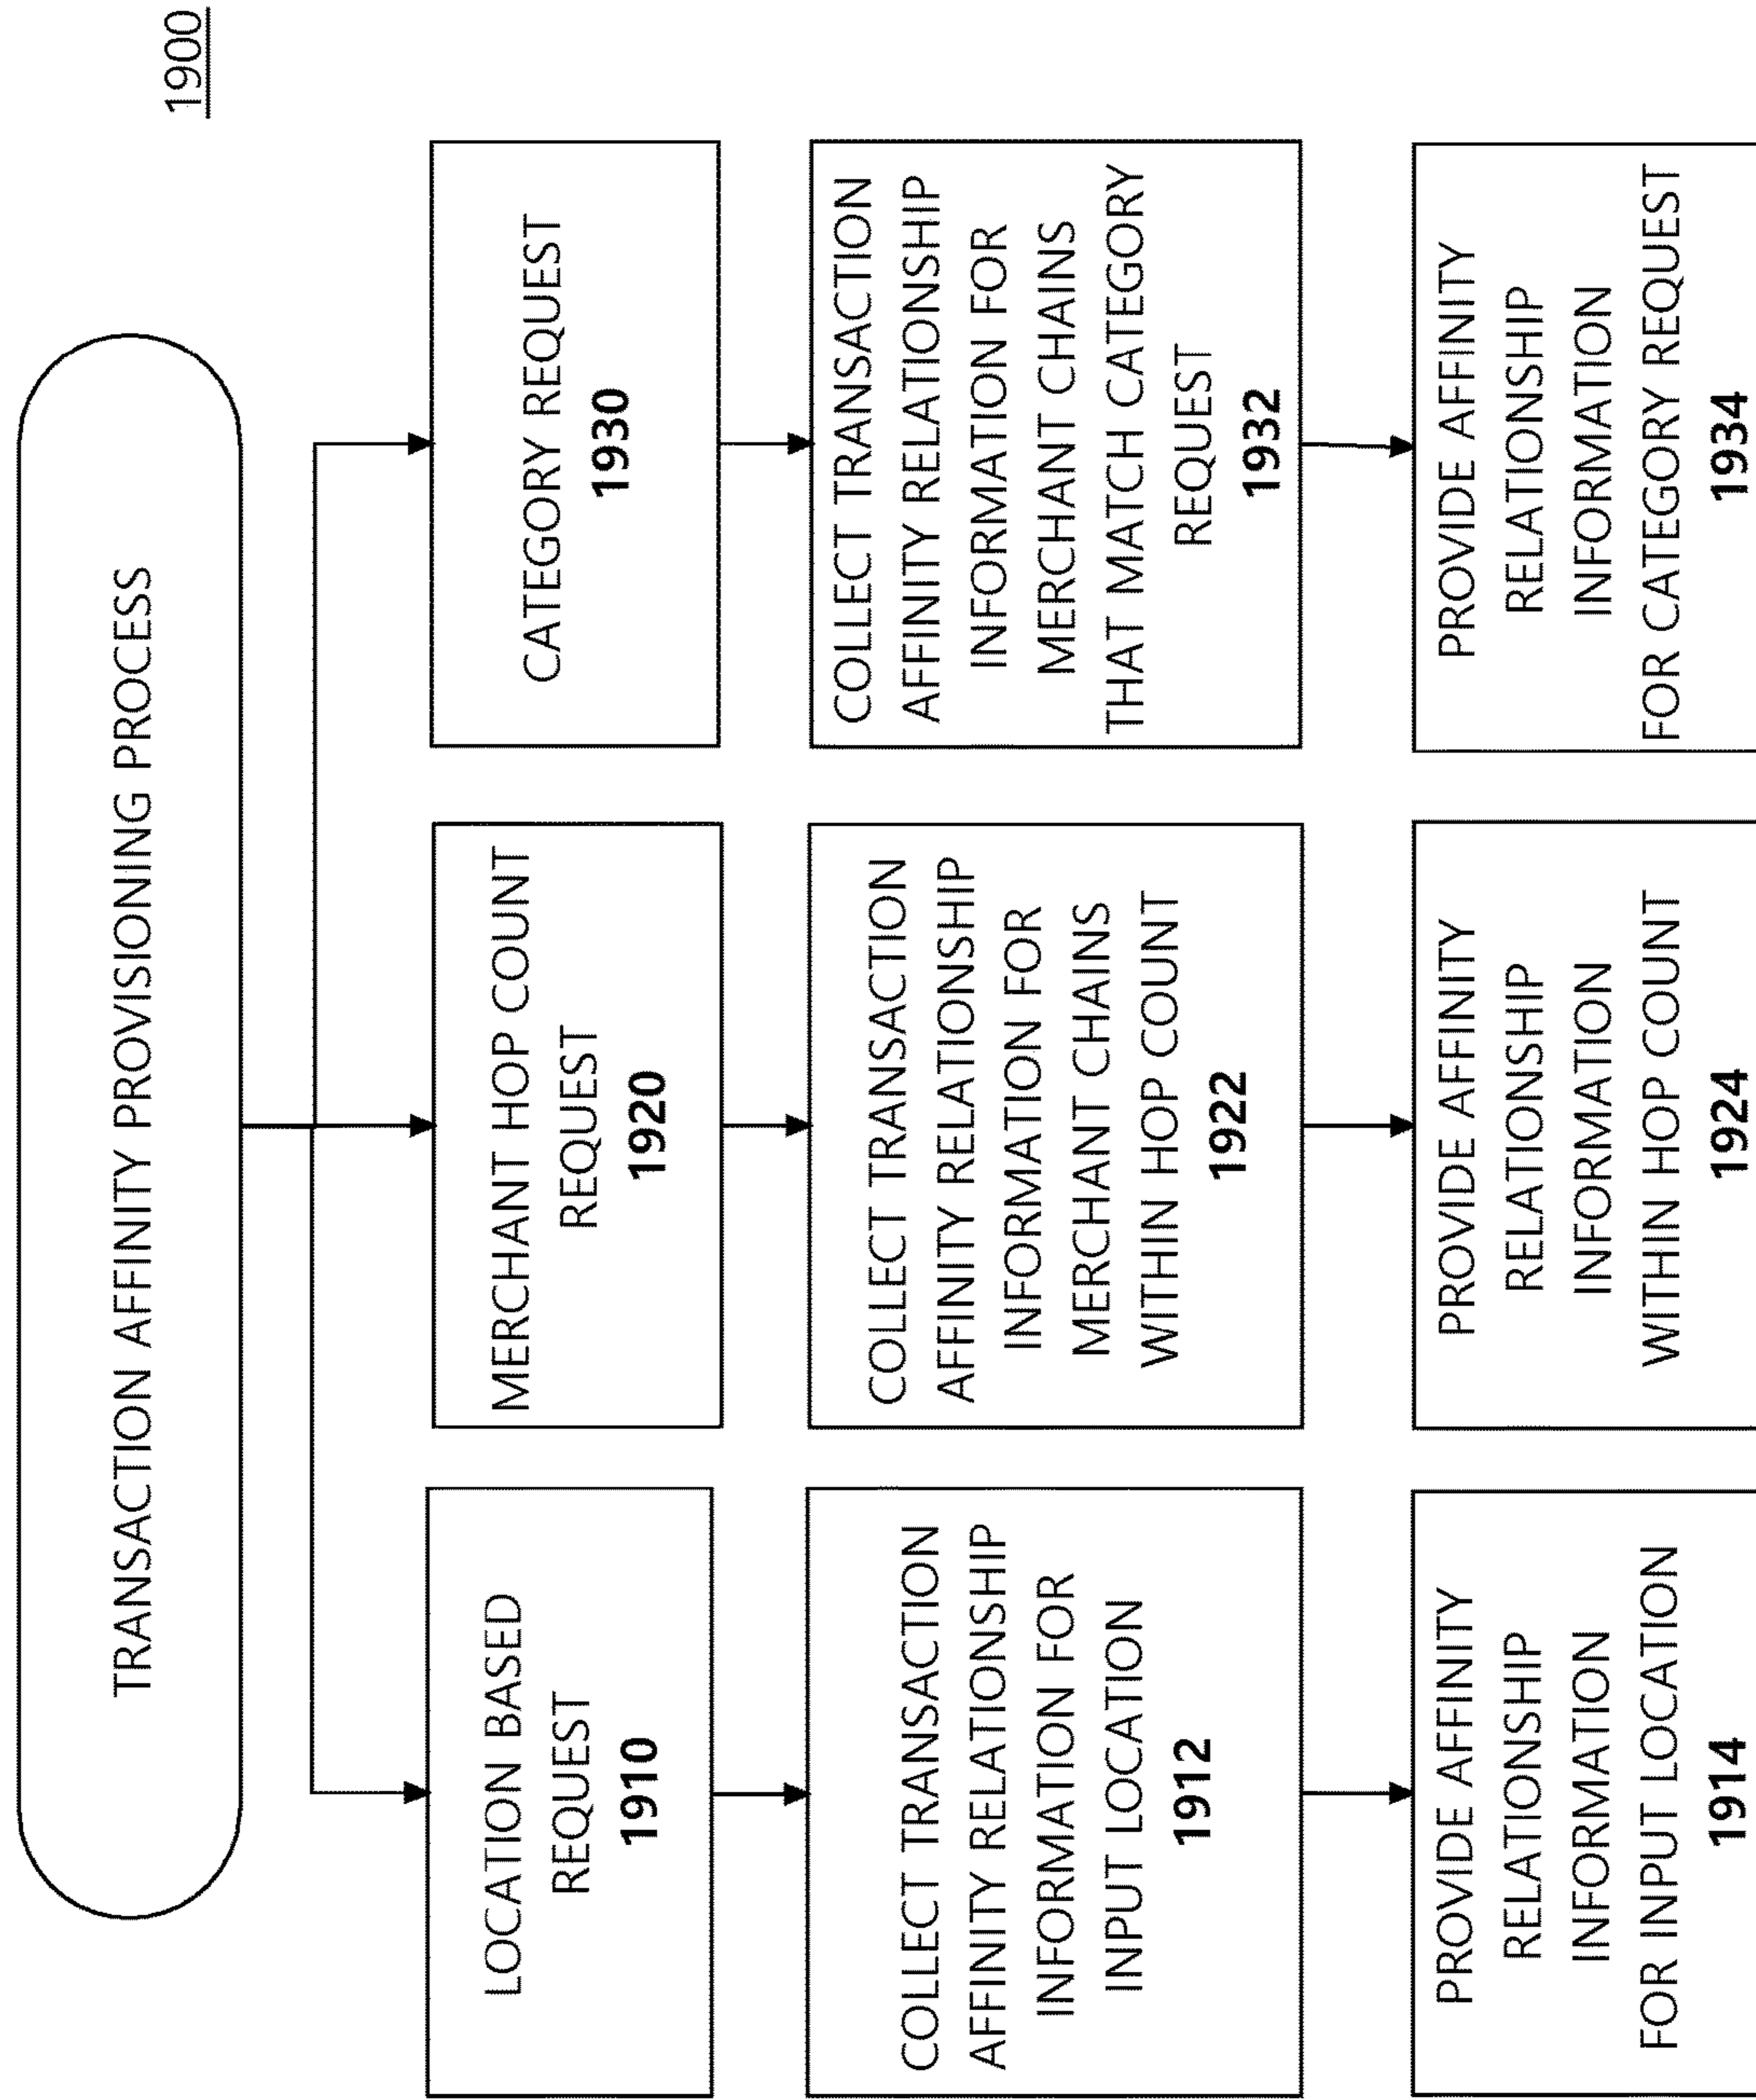 1900
TRANSACTION AFFINITY PROVISIONING PROCESS
LOCATION BASED
REQUEST
1910
COLLECT TRANSACTION
AFFINITY RELATIONSHIP
INFORMATION FOR
INPUT LOCATION
1912
PROVIDE AFFINITY
RELATIONSHIP
INFORMATION
FOR INPUT LOCATION
1914
MERCHANT HOP COUNT
REQUEST
1920
COLLECT TRANSACTION
AFFINITY RELATIONSHIP
INFORMATION FOR
MERCHANT CHAINS
WITHIN HOP COUNT
1922
PROVIDE AFFINITY
RELATIONSHIP
INFORMATION
WITHIN HOP COUNT
1924
CATEGORY REQUEST
1930
COLLECT TRANSACTION
AFFINITY RELATIONSHIP
INFORMATION FOR
MERCHANT CHAINS
THAT MATCH CATEGORY
REQUEST
1932
PROVIDE AFFINITY
RELATIONSHIP
INFORMATION
FOR CATEGORY REQUEST
1934